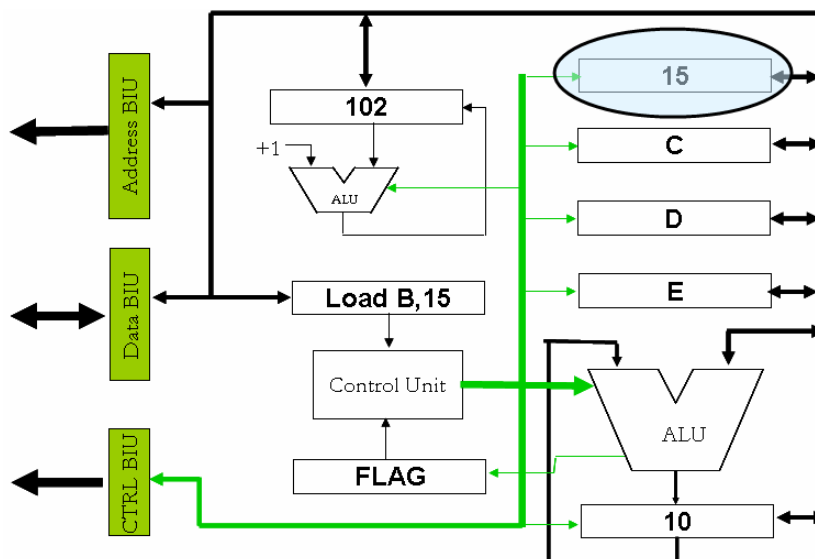 Address BIU
102
+1
ALU
15
C
D
E
Data BIU
Load B,15
Control Unit
FLAG
ALU
CTRL BIU
10